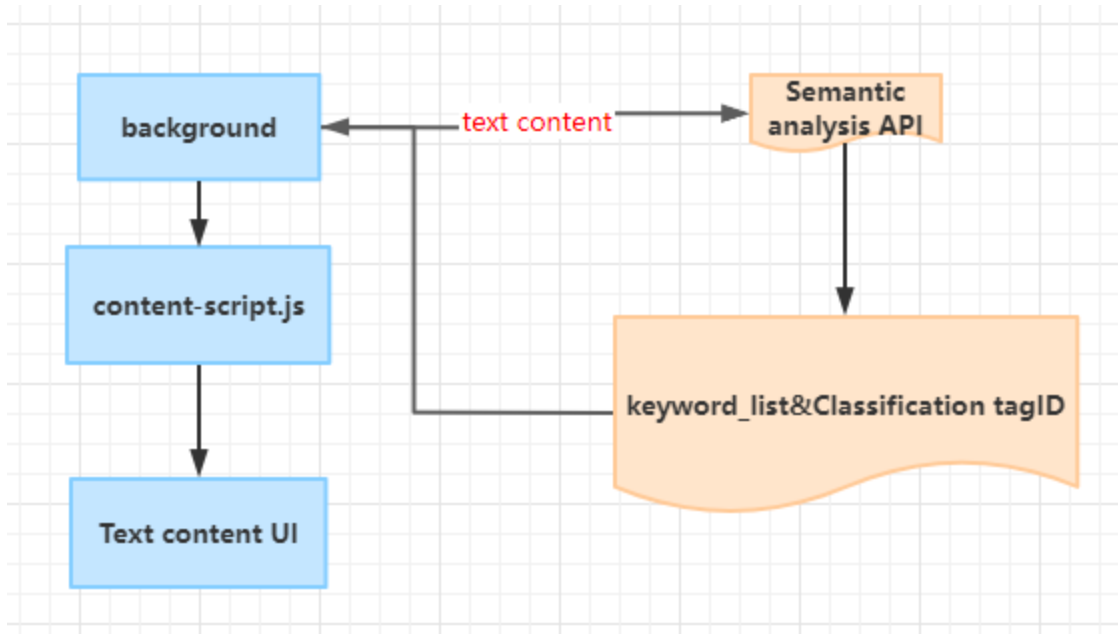 background
text content
Semantic
analysis API
content-script.js
keyword_list&Classification tagID
Text content UI